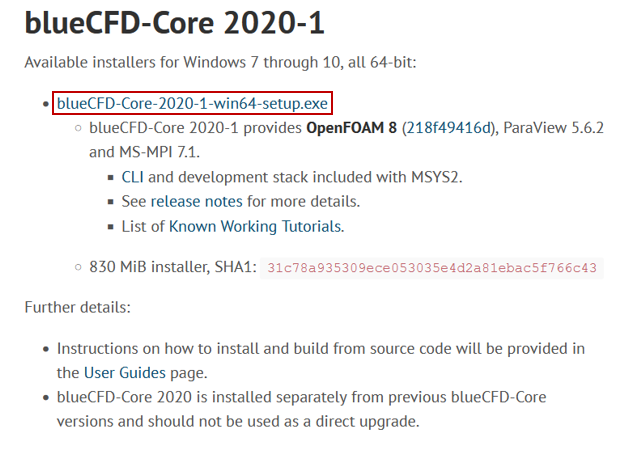 blueCFD-Core 2020-1
Available installers for Windows 7 through 10, all 64-bit:
blueCFD-Core-2020-1-win64-setup.exe
blueCFD-Core 2020-1 provides OpenFOAM 8 (218f49416d), ParaView 5.6.2
and MS-MPI 7.1.
CLI and development stack included with MSYS2.
See release notes for more details.
List of Known Working Tutorials.
830 MiB installer, SHA1: 31c78a935309ece053035e4d2a81ebac5f766c43
Further details:
Instructions on how to install and build from source code will be provided in
the User Guides page.
blueCFD-Core 2020 is installed separately from previous blueCFD-Core
versions and should not be used as a direct upgrade.